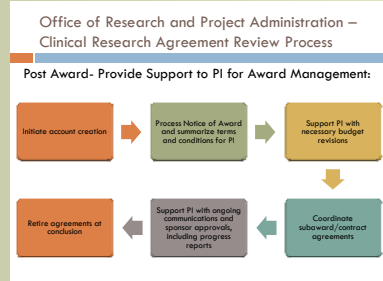 Office of Research and Project Administration –
Clinical Research Agreement Review Process
Post Award- Provide Support to PI for Award Management:
Initiate account creation
Process Notice of Award
and summarize terms
and conditions for PI
Support PI with
necessary budget
revisions
Coordinate
subaward/contract
agreements
Support PI with ongoing
communications and
sponsor approvals,
including progress
reports
Retire agreements at
conclusion